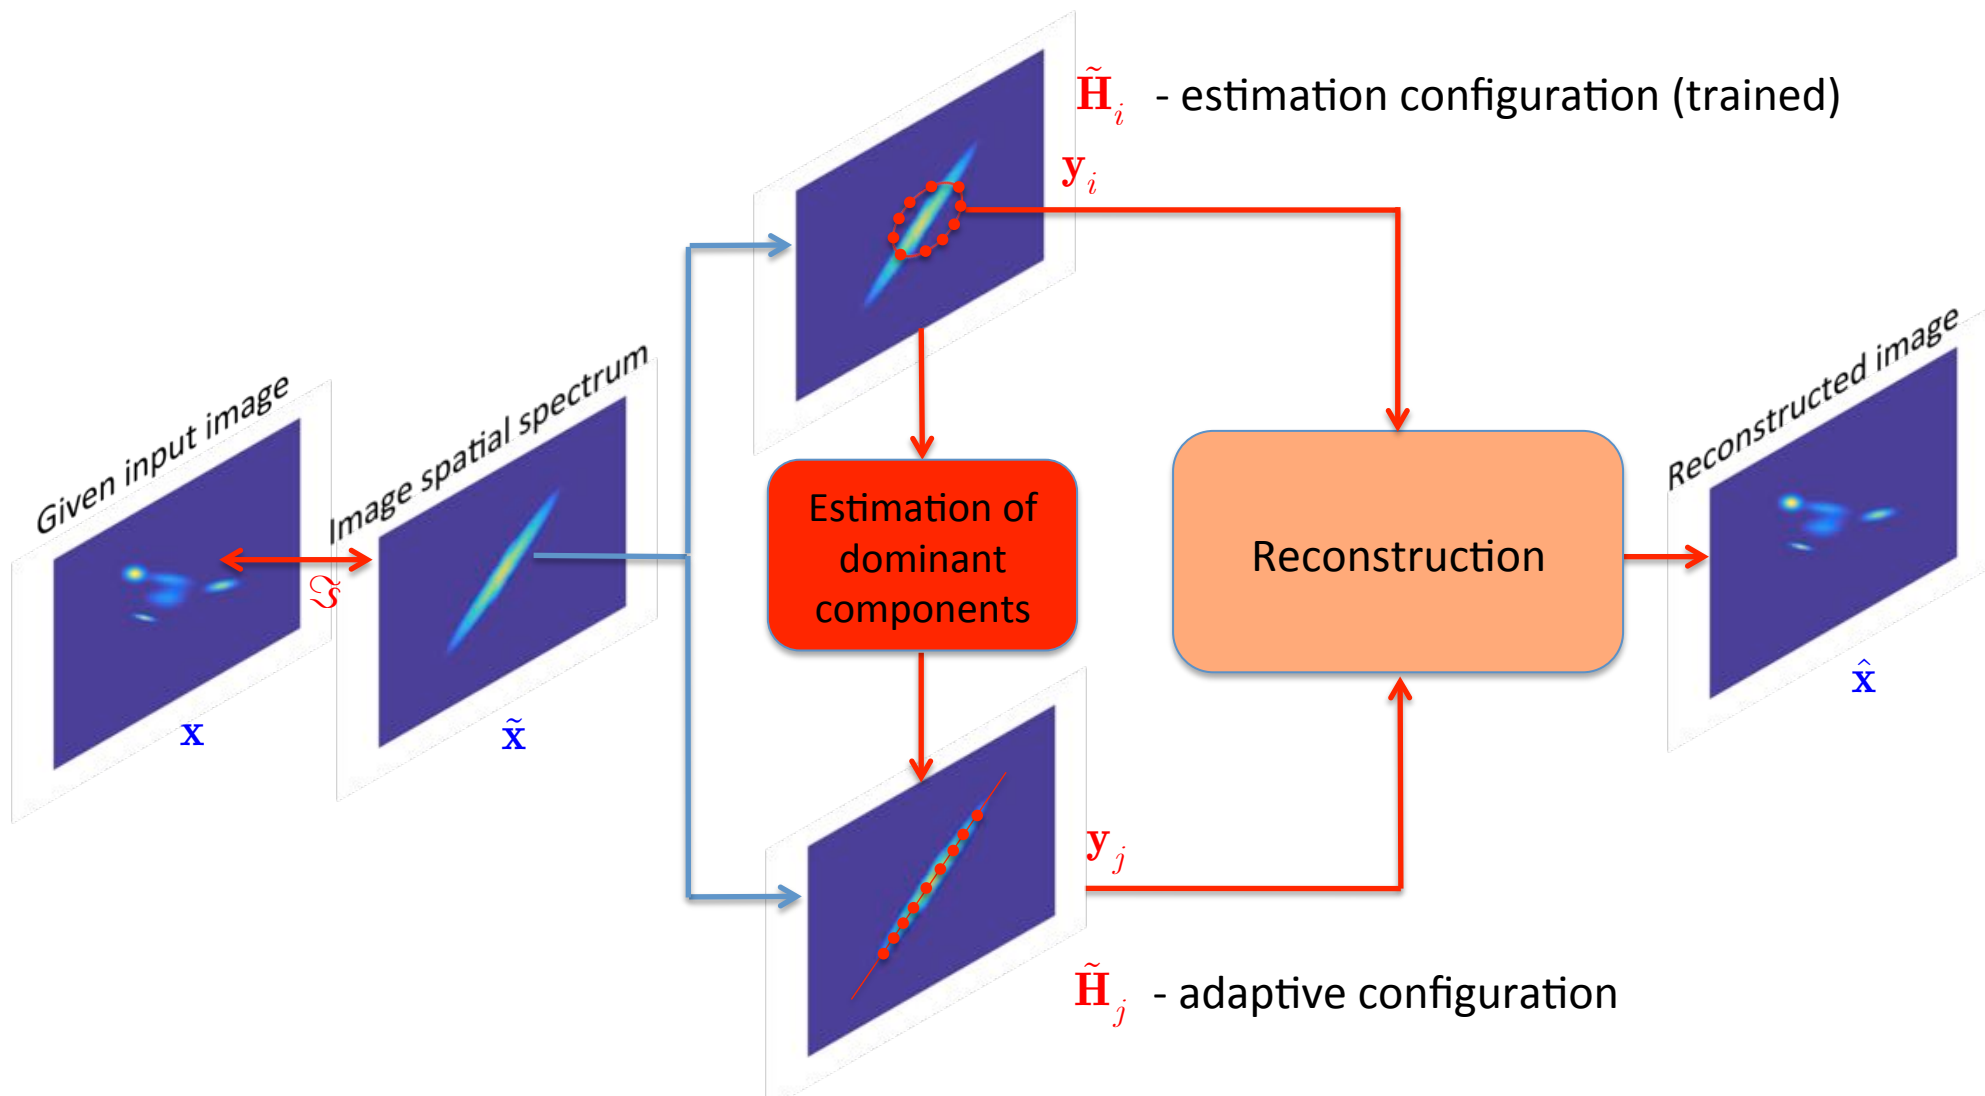 H̃ᵢ - estimation configuration (trained)
yᵢ
Given input image
Image spatial spectrum
ℑ
x
x̃
Estimation of
dominant
components
Reconstruction
Reconstructed image
x̂
yⱼ
H̃ⱼ - adaptive configuration